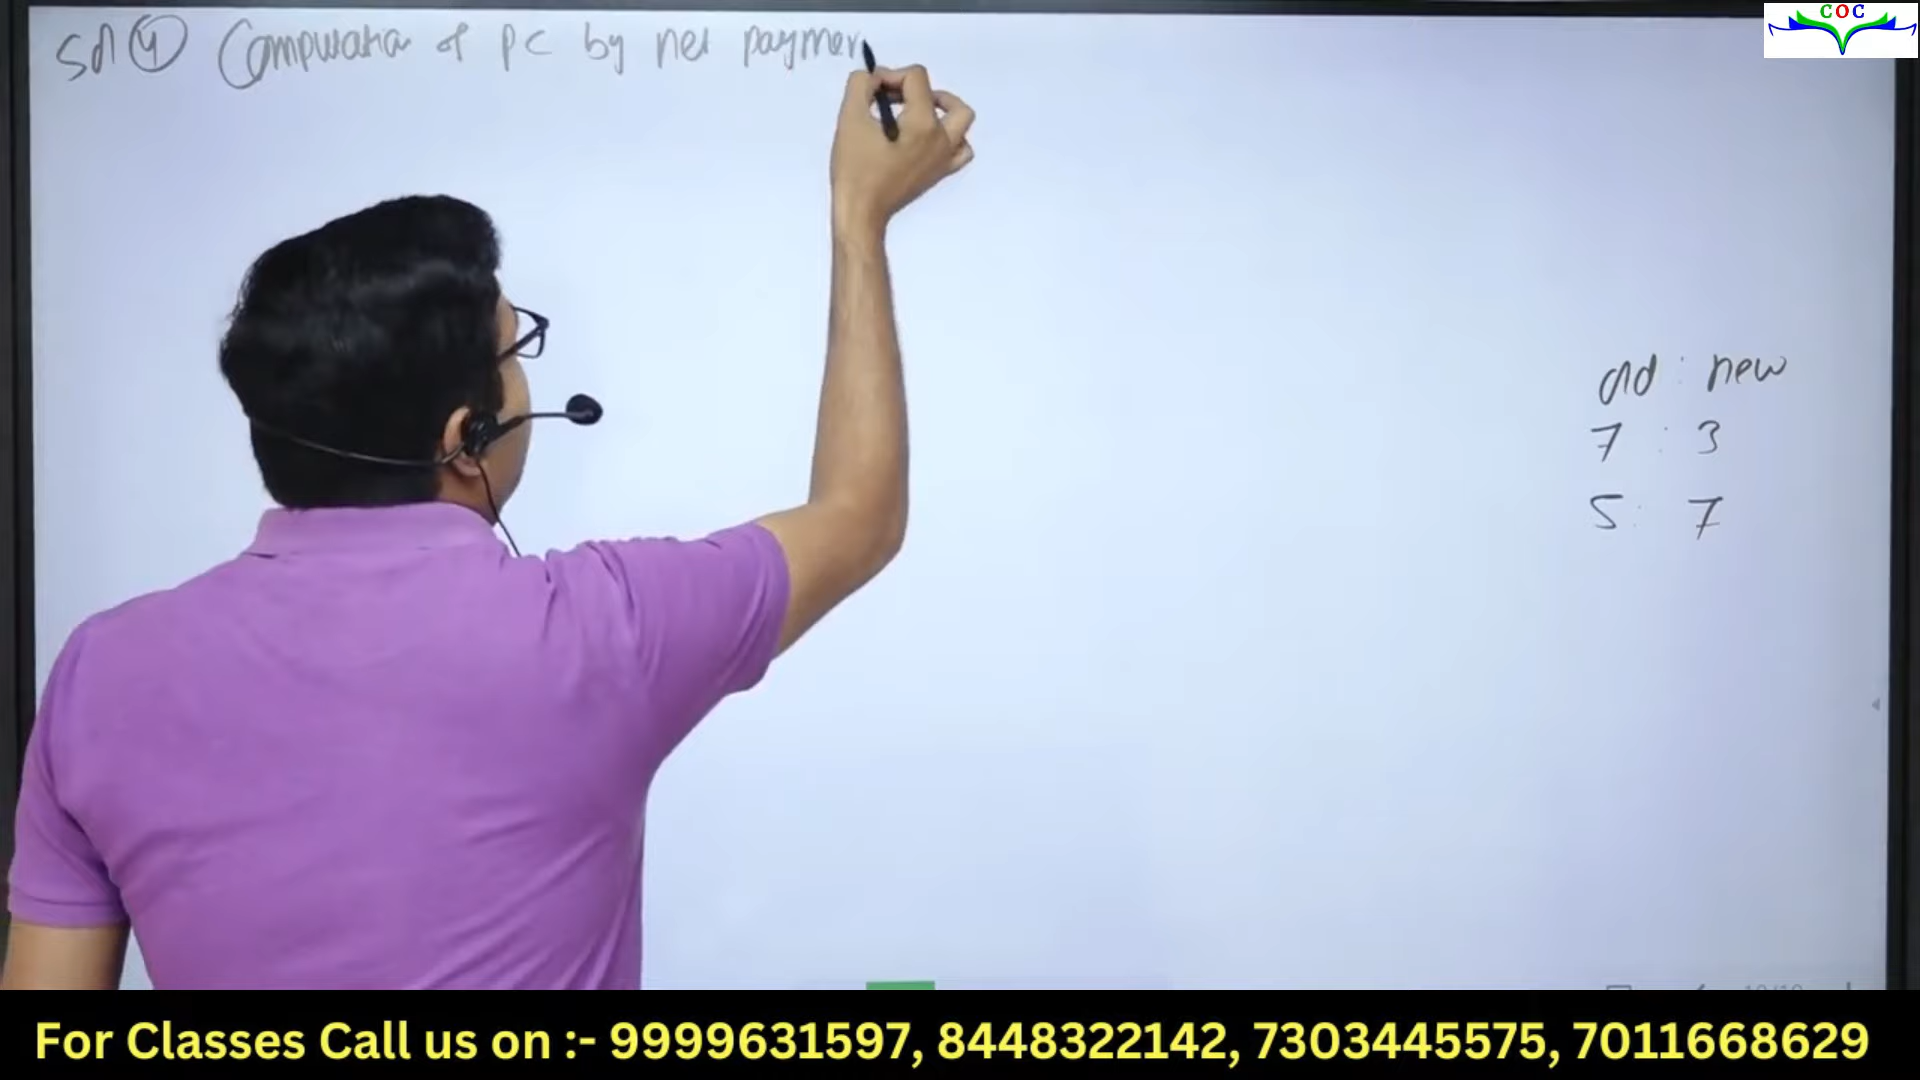 Sol 4 Computation of PC by net paymen
COC
old : new
7 : 3
5 : 7
For Classes Call us on :- 9999631597, 8448322142, 7303445575, 7011668629